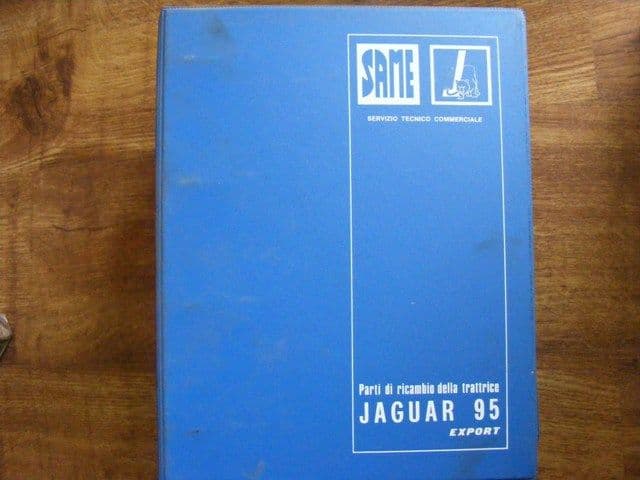 SAME
J
SERVIZIO TECNICO COMMERCIALE
Parti di ricambio della trattrice
JAGUAR 95
EXPORT